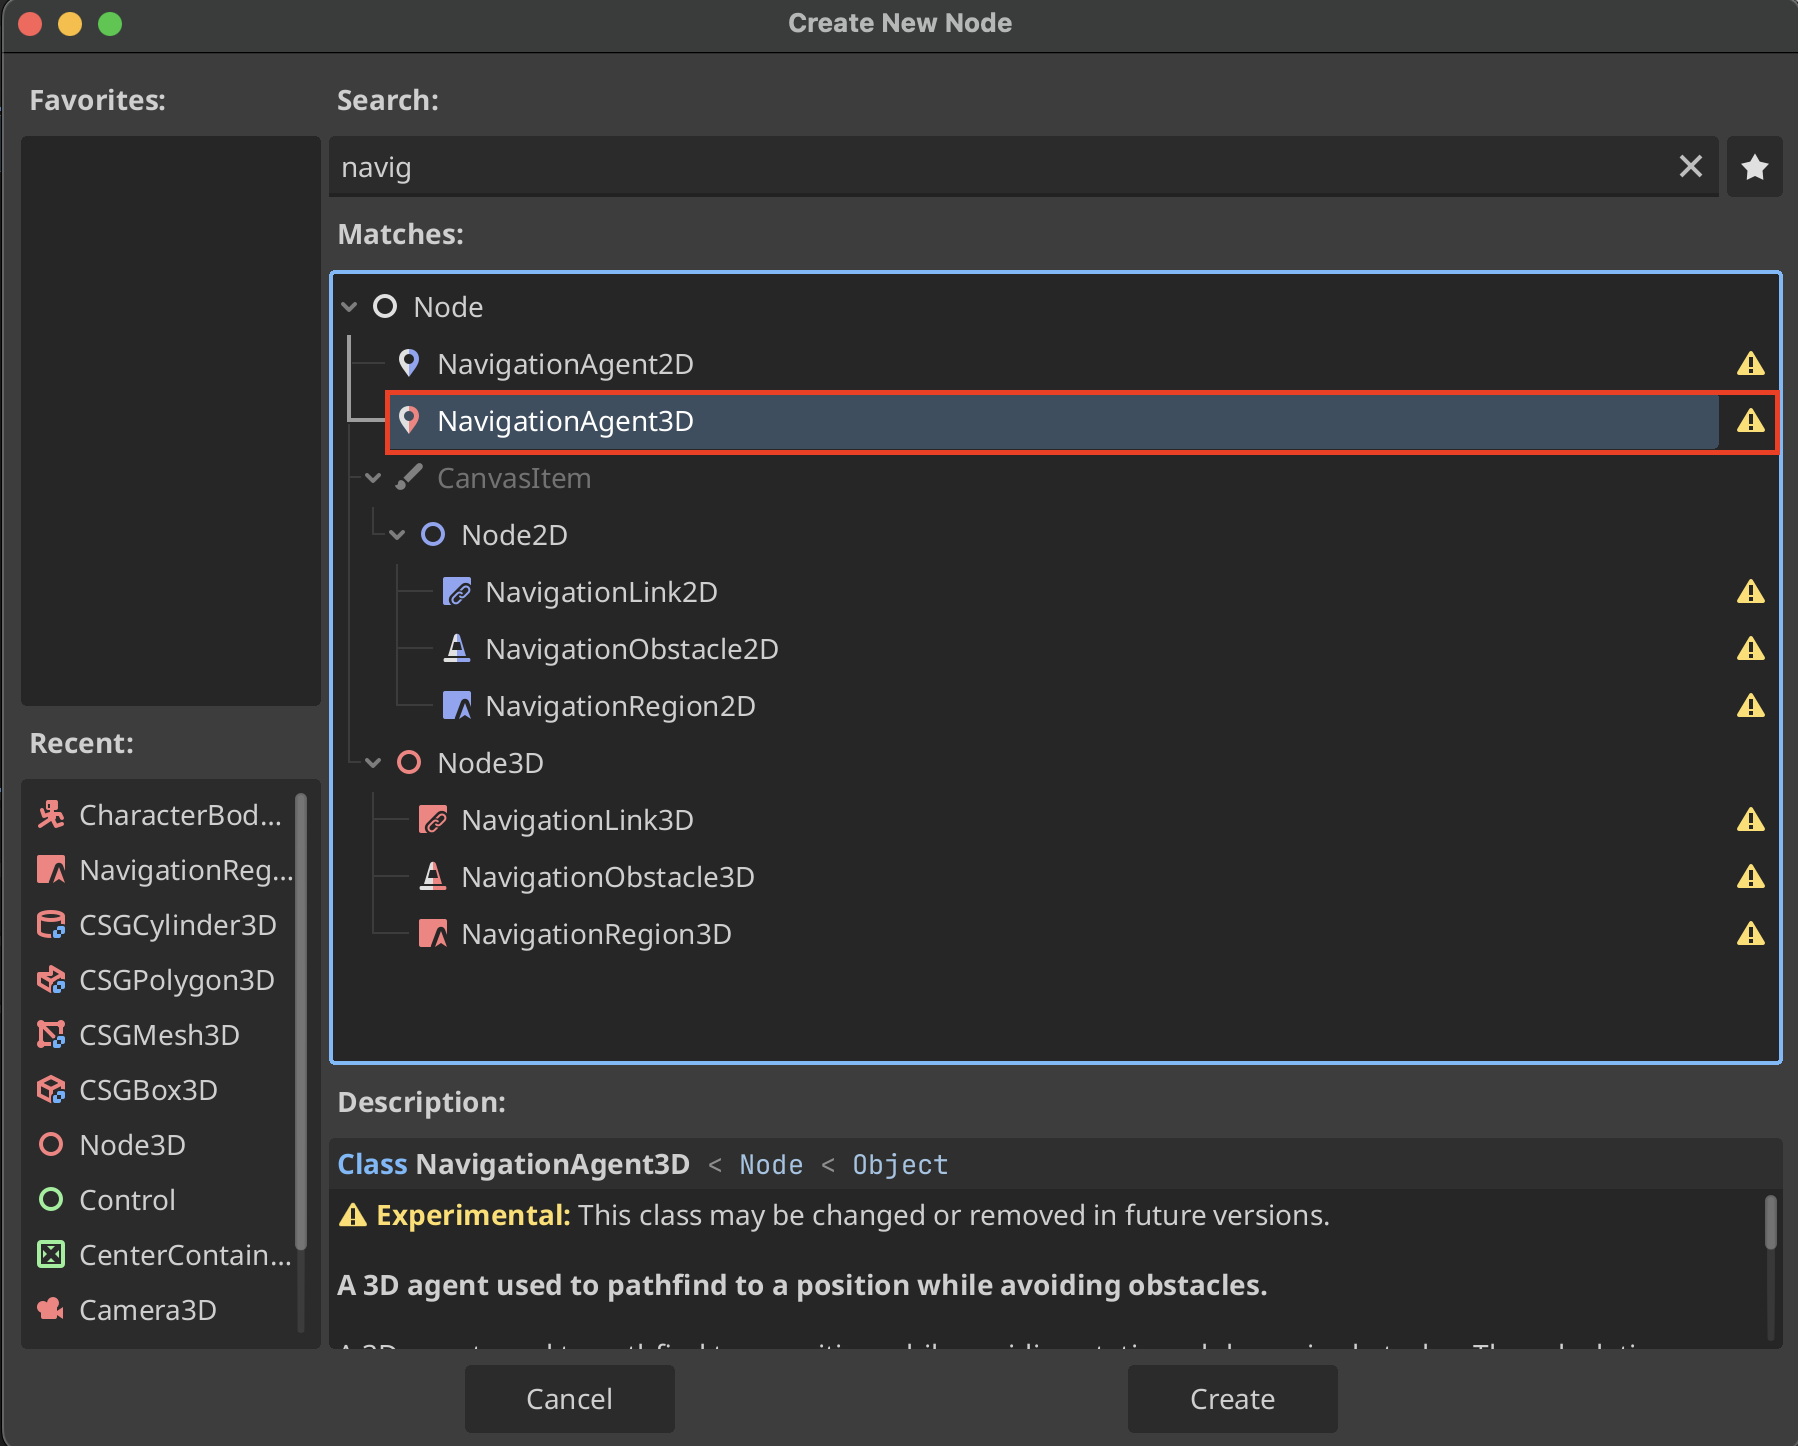 Create New Node
Favorites:
Search:
navig
Matches:
Node
NavigationAgent2D
NavigationAgent3D
CanvasItem
Node2D
NavigationLink2D
NavigationObstacle2D
NavigationRegion2D
Node3D
NavigationLink3D
NavigationObstacle3D
NavigationRegion3D
Recent:
CharacterBod...
NavigationReg...
CSGCylinder3D
CSGPolygon3D
CSGMesh3D
CSGBox3D
Node3D
Control
CenterContain...
Camera3D
Description:
Class NavigationAgent3D < Node < Object
Experimental: This class may be changed or removed in future versions.
A 3D agent used to pathfind to a position while avoiding obstacles.
Cancel
Create